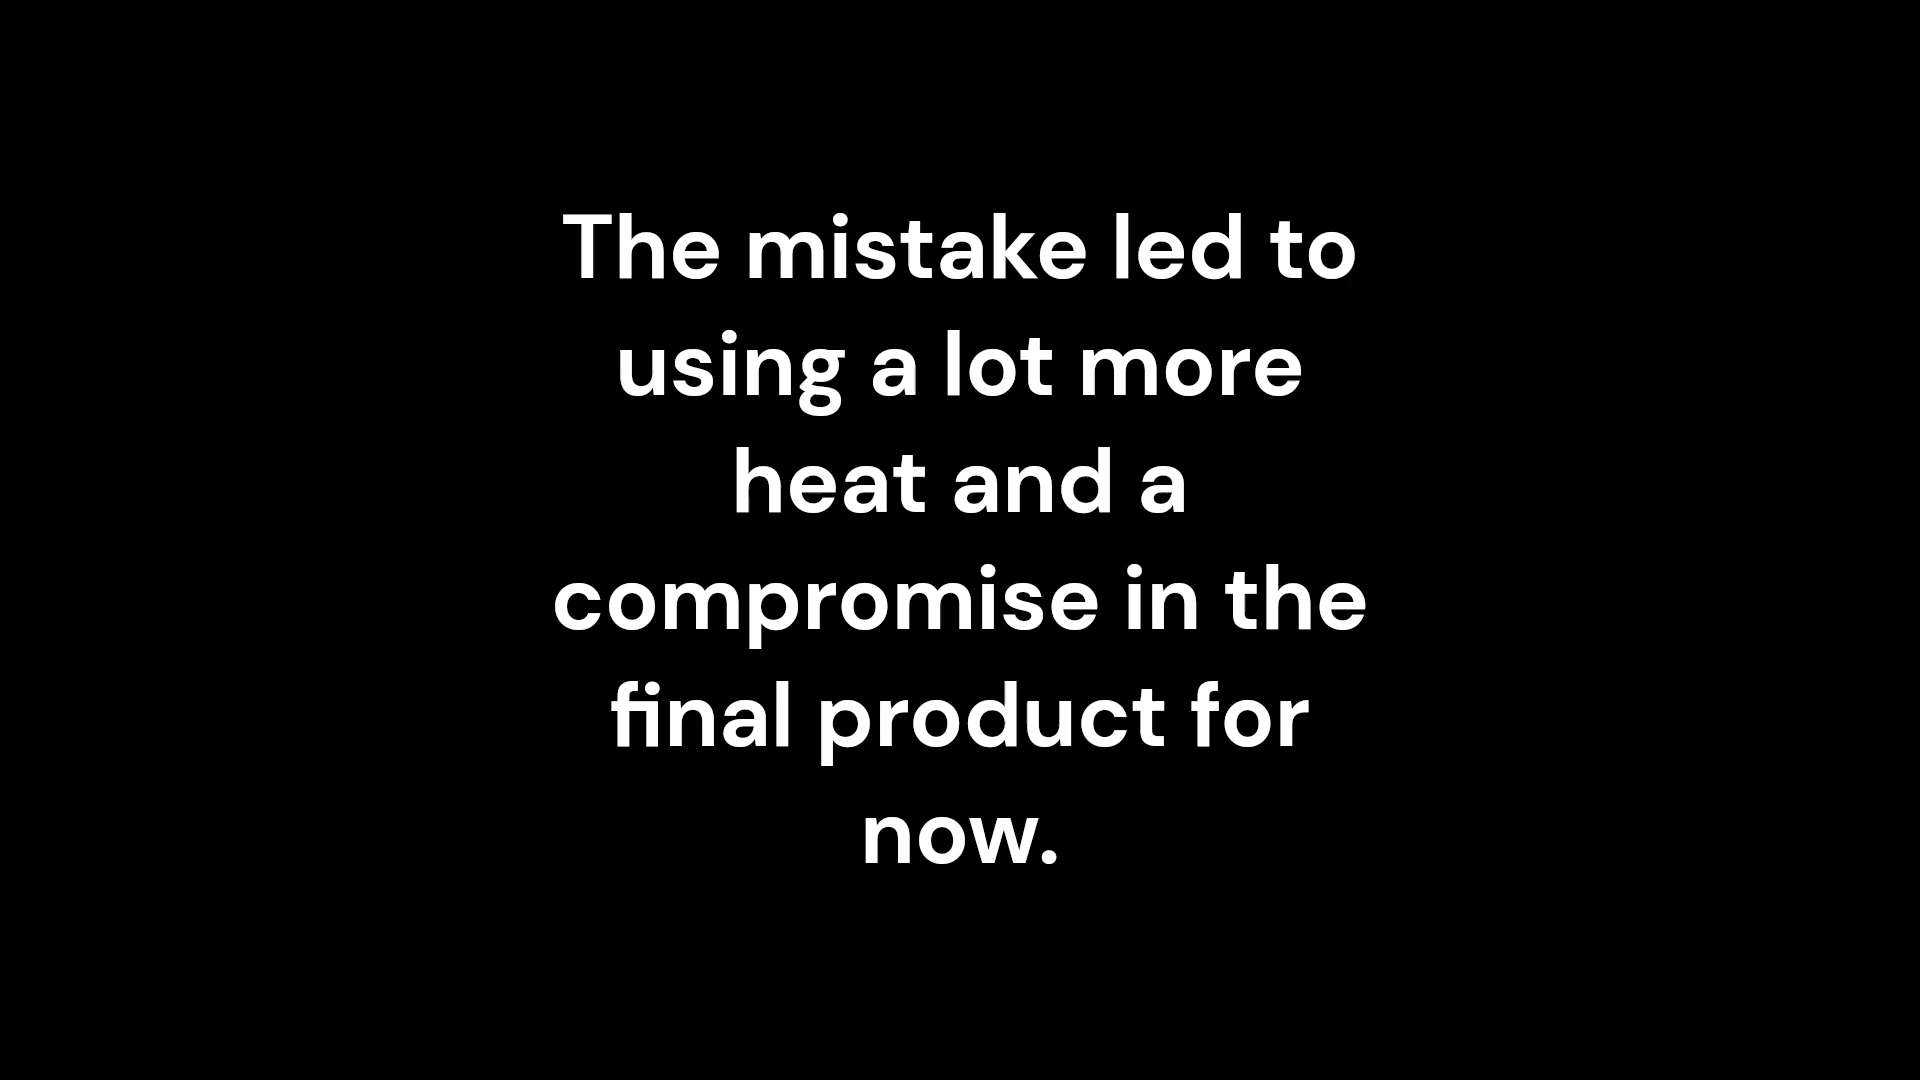 The mistake led to
using a lot more
heat and a
compromise in the
final product for
now.